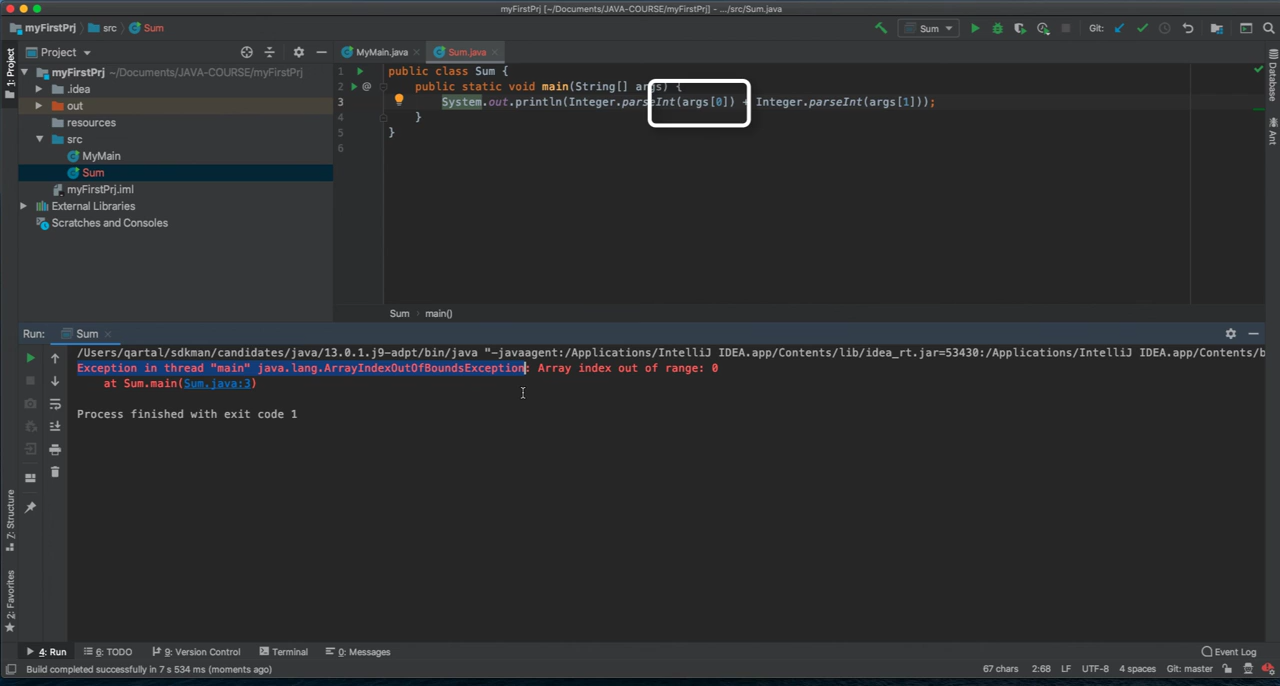 myFirstPrj [~/Documents/JAVA-COURSE/myFirstPrj] - .../src/Sum.java
myFirstPrj src Sum
Sum
Git:
Project
1: Project
MyMain.java
Sum.java
Database
Ant
myFirstPrj ~/Documents/JAVA-COURSE/myFirstPrj
.idea
out
resources
src
MyMain
Sum
myFirstPrj.iml
External Libraries
Scratches and Consoles
1 public class Sum {
2 @ public static void main(String[] args) {
3 System.out.println(Integer.parseInt(args[0]) + Integer.parseInt(args[1]));
4 }
5 }
6
Sum main()
Run: Sum
/Users/qartal/sdkman/candidates/java/13.0.1.j9-adpt/bin/java "-javaagent:/Applications/IntelliJ IDEA.app/Contents/lib/idea_rt.jar=53430:/Applications/IntelliJ IDEA.app/Contents/b
Exception in thread "main" java.lang.ArrayIndexOutOfBoundsException: Array index out of range: 0
at Sum.main(Sum.java:3)
Process finished with exit code 1
7: Structure
2: Favorites
4: Run 6: TODO 9: Version Control Terminal 0: Messages Event Log
Build completed successfully in 7 s 534 ms (moments ago) 67 chars 2:68 LF UTF-8 4 spaces Git: master